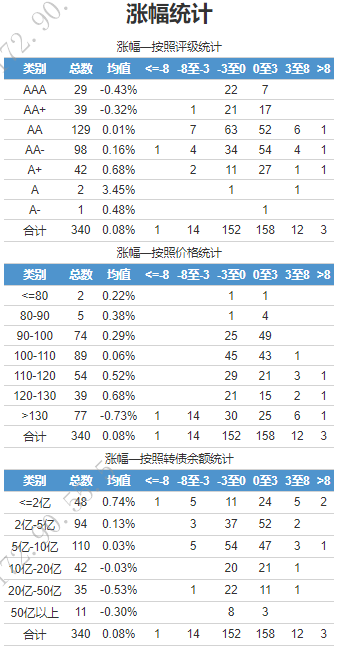 涨幅统计
涨幅—按照评级统计
类别 总数 均值 <=-8 -8至-3 -3至0 0至3 3至8 >8
AAA 29 -0.43% 22 7
AA+ 39 -0.32% 1 21 17
AA 129 0.01% 7 63 52 6 1
AA- 98 0.16% 1 4 34 54 4 1
A+ 42 0.68% 2 11 27 1 1
A 2 3.45% 1 1
A- 1 0.48% 1
合计 340 0.08% 1 14 152 158 12 3
涨幅—按照价格统计
类别 总数 均值 <=-8 -8至-3 -3至0 0至3 3至8 >8
<=80 2 0.22% 1 1
80-90 5 0.38% 1 4
90-100 74 0.29% 25 49
100-110 89 0.06% 45 43 1
110-120 54 0.52% 29 21 3 1
120-130 39 0.68% 21 15 2 1
>130 77 -0.73% 1 14 30 25 6 1
合计 340 0.08% 1 14 152 158 12 3
涨幅—按照转债余额统计
类别 总数 均值 <=-8 -8至-3 -3至0 0至3 3至8 >8
<=2亿 48 0.74% 1 5 11 24 5 2
2亿-5亿 94 0.13% 3 37 52 2
5亿-10亿 110 0.03% 5 54 47 3 1
10亿-20亿 42 -0.03% 20 21 1
20亿-50亿 35 -0.53% 1 22 11 1
50亿以上 11 -0.30% 8 3
合计 340 0.08% 1 14 152 158 12 3